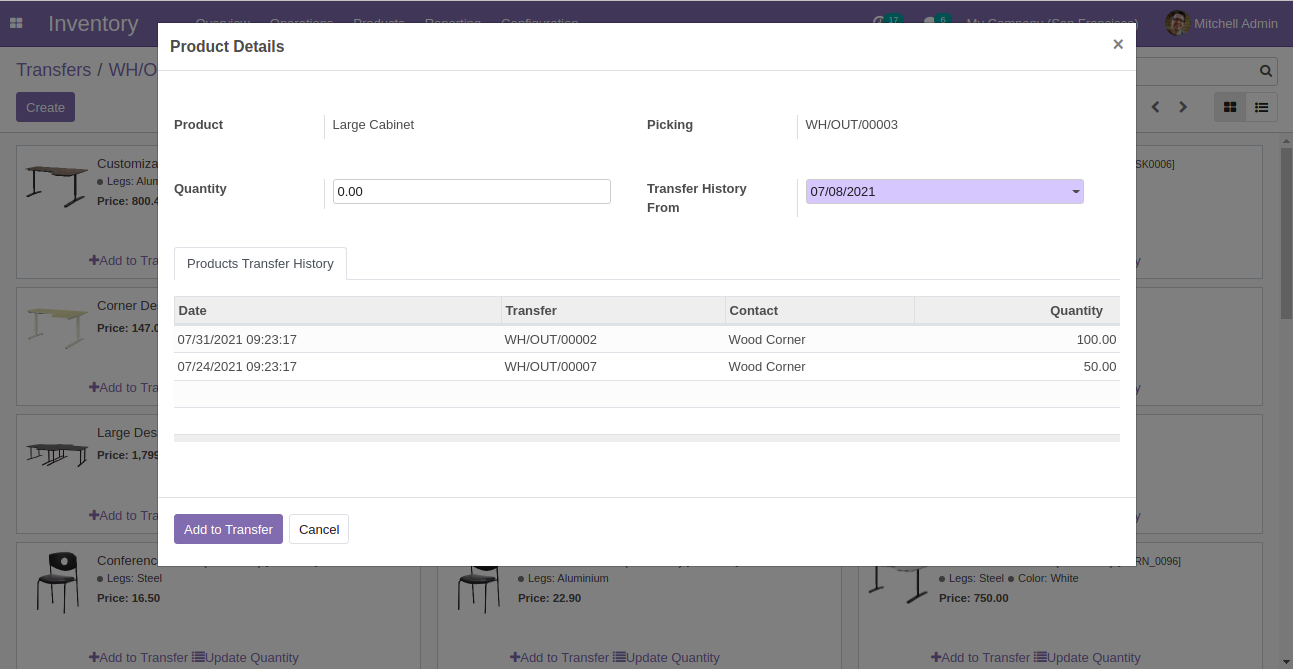 Inventory
Overview Operations Products Reporting Configuration 17 6 My Company (San Francisco) Mitchell Admin
Product Details ×
Transfers / WH/O
Create
Product Large Cabinet Picking WH/OUT/00003
Quantity 0.00 Transfer History From 07/08/2021
Products Transfer History
Date Transfer Contact Quantity
07/31/2021 09:23:17 WH/OUT/00002 Wood Corner 100.00
07/24/2021 09:23:17 WH/OUT/00007 Wood Corner 50.00
Add to Transfer Cancel
Customiza
Legs: Alun
Price: 800.4
Add to Tra
SK0006]
Corner De
Price: 147.0
Add to Tra
Large Des
Price: 1,799
Add to Tra
Conferenc
Legs: Steel
Price: 16.50
Add to Transfer Update Quantity
Legs: Aluminium
Price: 22.90
Add to Transfer Update Quantity
RN_0096]
Legs: Steel Color: White
Price: 750.00
Add to Transfer Update Quantity